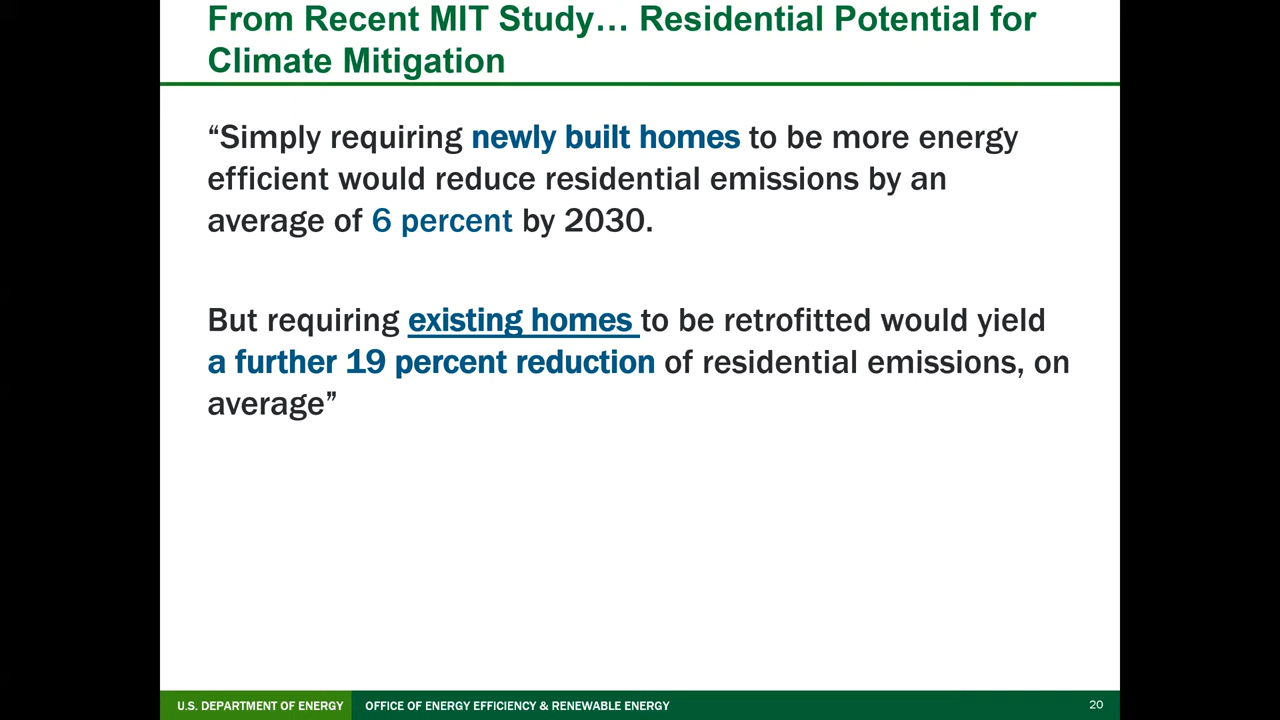 From Recent MIT Study… Residential Potential for
Climate Mitigation
“Simply requiring newly built homes to be more energy
efficient would reduce residential emissions by an
average of 6 percent by 2030.
But requiring existing homes to be retrofitted would yield
a further 19 percent reduction of residential emissions, on
average”
U.S. DEPARTMENT OF ENERGY OFFICE OF ENERGY EFFICIENCY & RENEWABLE ENERGY 20